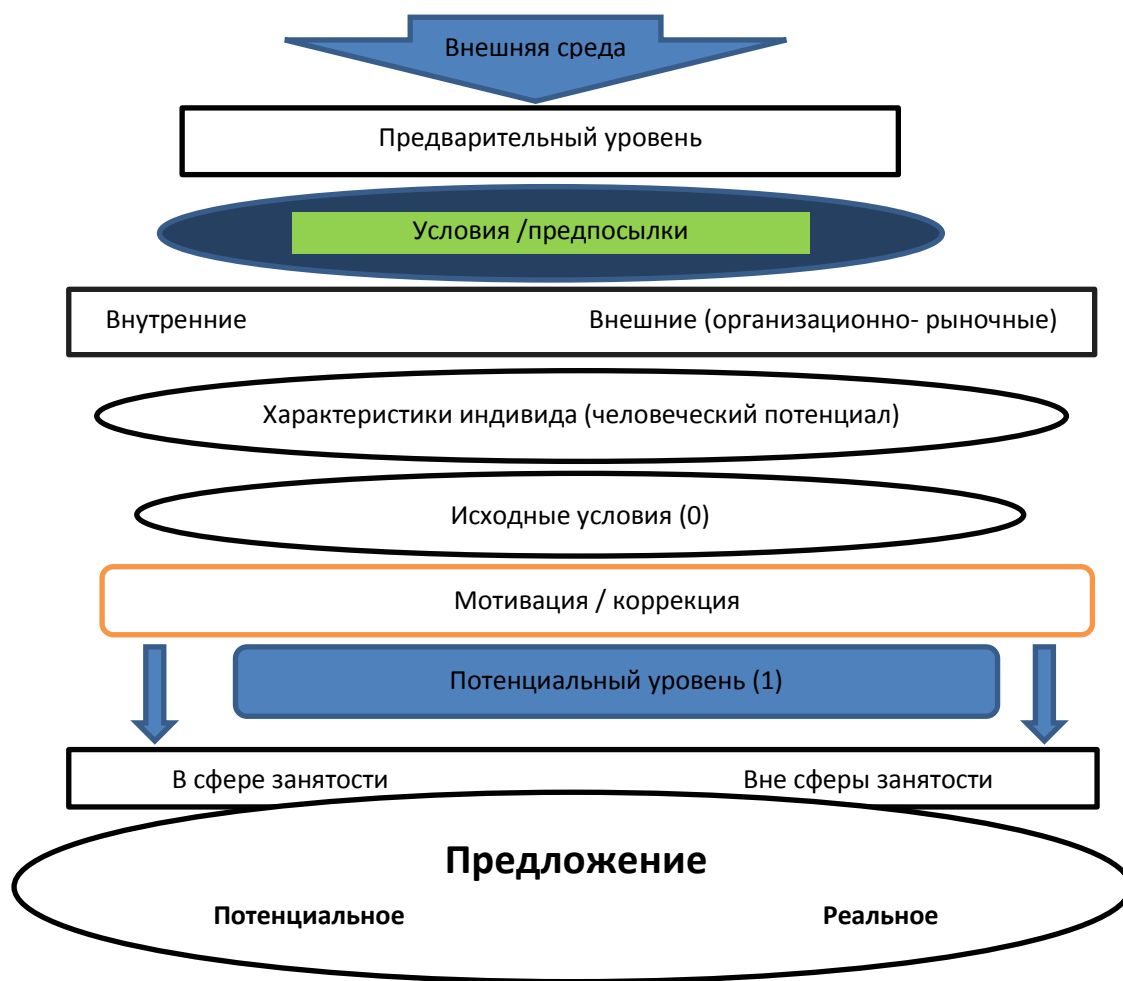 Внешняя среда
Предварительный уровень
Условия /предпосылки
Внутренние Внешние (организационно- рыночные)
Характеристики индивида (человеческий потенциал)
Исходные условия (0)
Мотивация / коррекция
Потенциальный уровень (1)
В сфере занятости Вне сферы занятости
Предложение
Потенциальное Реальное